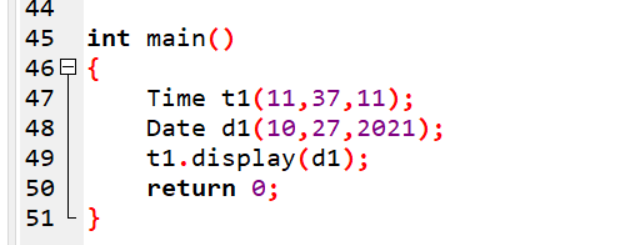 44
45 int main()
46 {
47 Time t1(11,37,11);
48 Date d1(10,27,2021);
49 t1.display(d1);
50 return 0;
51 }